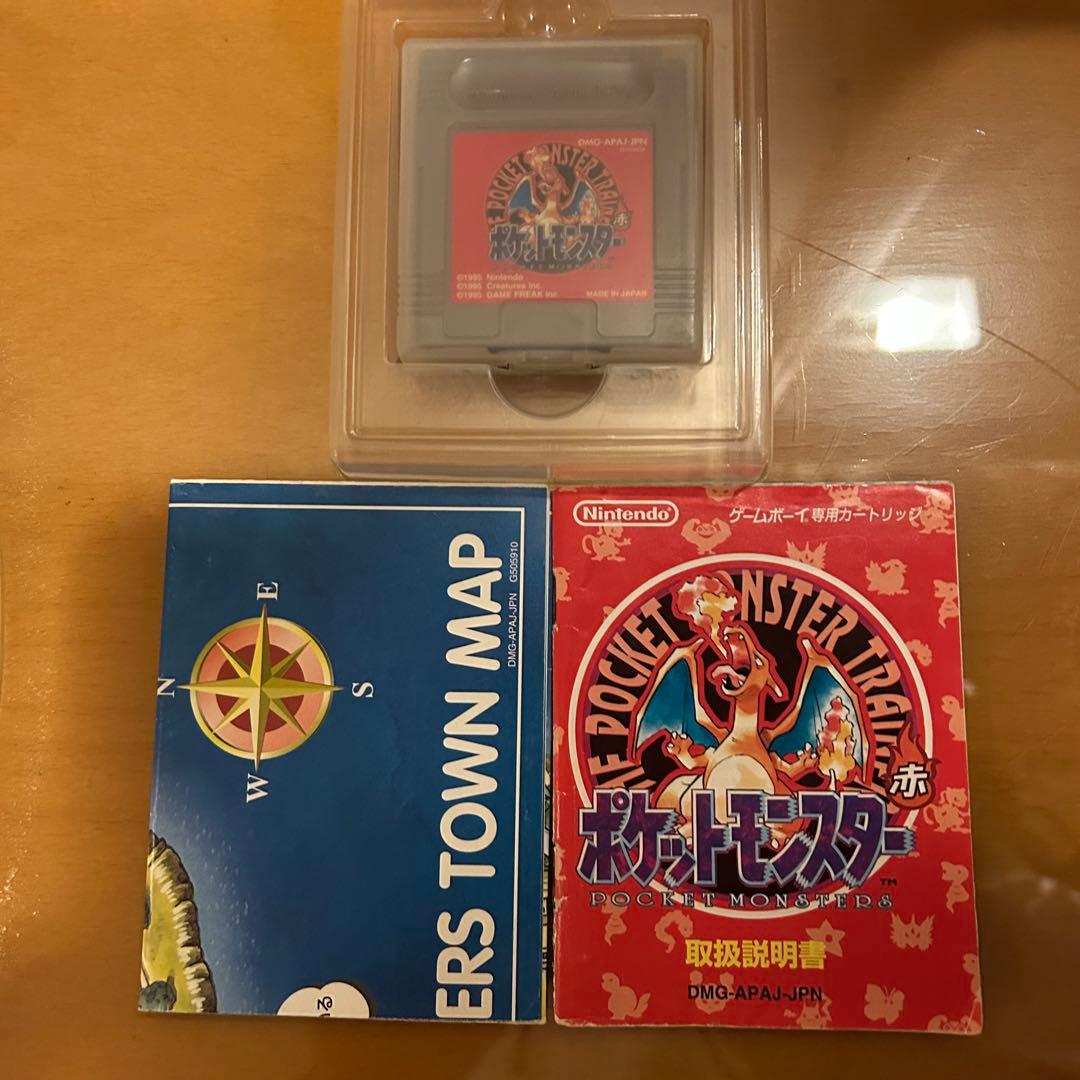 DMG-APAJ-JPN
THE POCKET MONSTER TRAINER
赤
ポケットモンスター
POCKET MONSTERS
©1995 Nintendo
©1995 Creatures inc.
©1995 GAME FREAK inc.
MADE IN JAPAN
N
E
S
W
ERS TOWN MAP
DMG-APAJ-JPN G505910
Nintendo
ゲームボーイ専用カートリッジ
THE POCKET MONSTER TRAINER
赤
ポケットモンスター
TM
POCKET MONSTERS
取扱説明書
DMG-APAJ-JPN